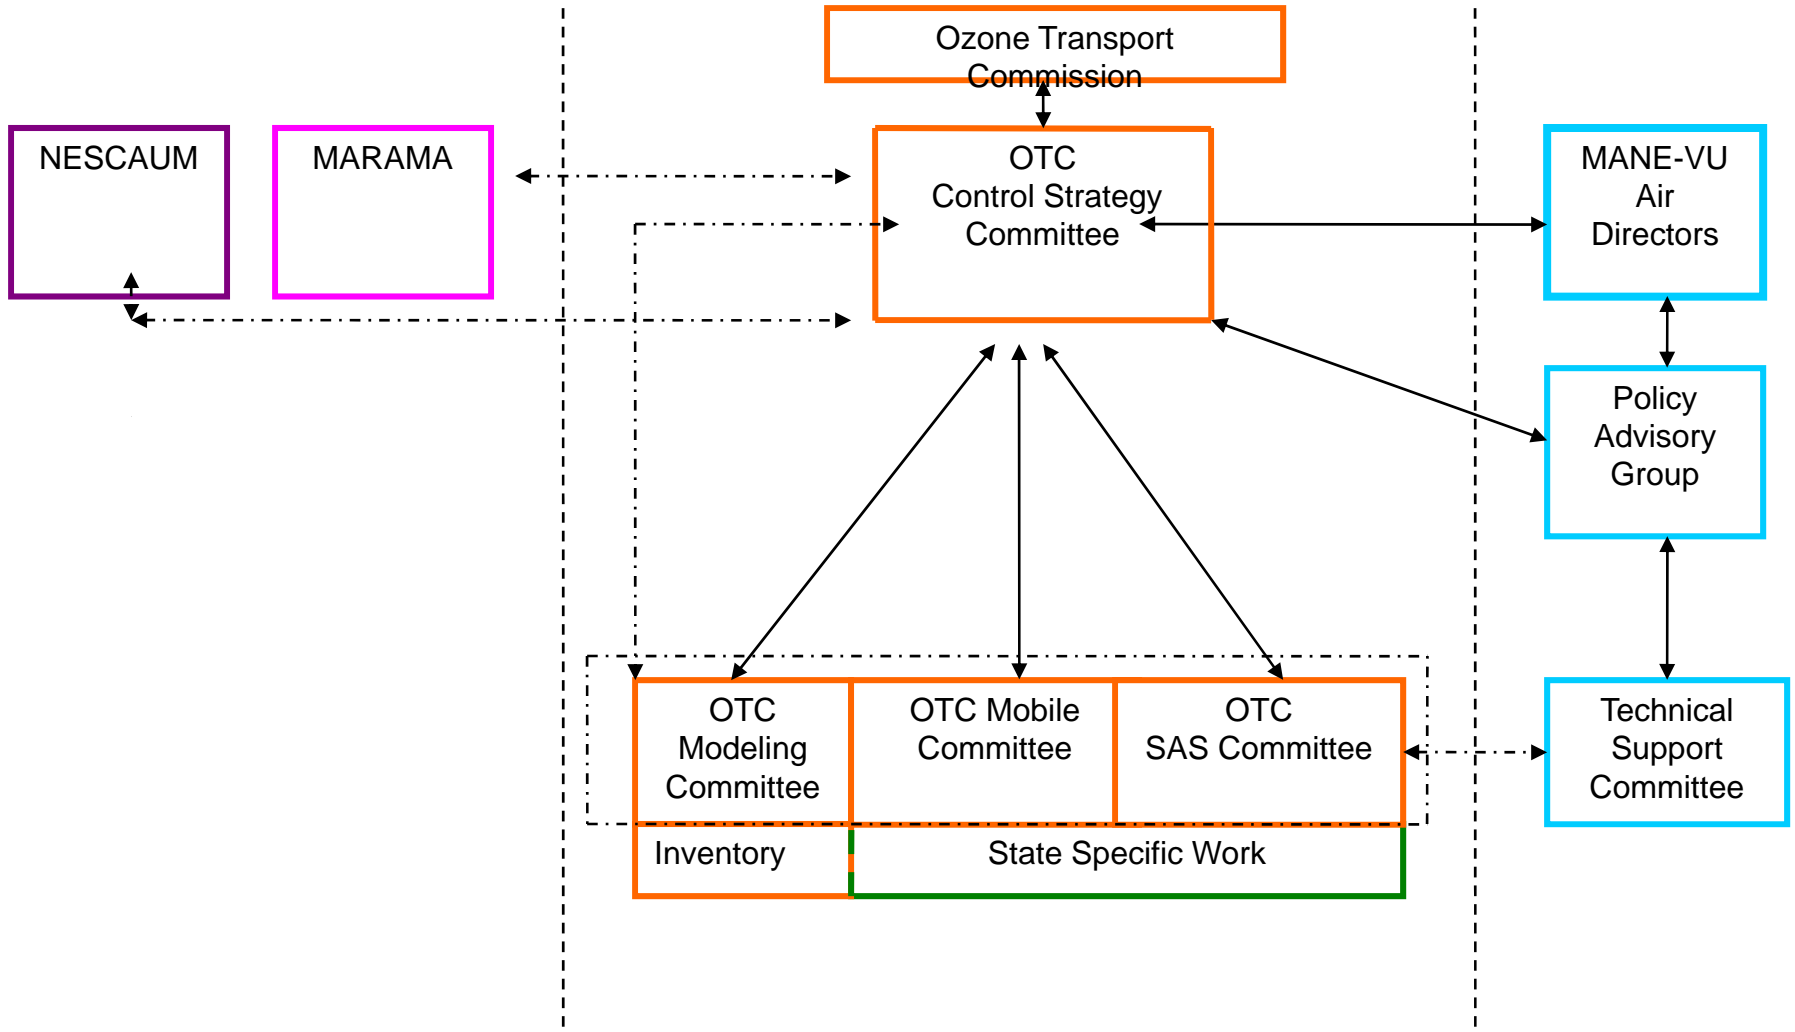 Ozone Transport
Commission
NESCAUM
MARAMA
OTC
Control Strategy
Committee
MANE-VU
Air
Directors
Policy
Advisory
Group
OTC
Modeling
Committee
OTC Mobile
Committee
OTC
SAS Committee
Technical
Support
Committee
Inventory
State Specific Work